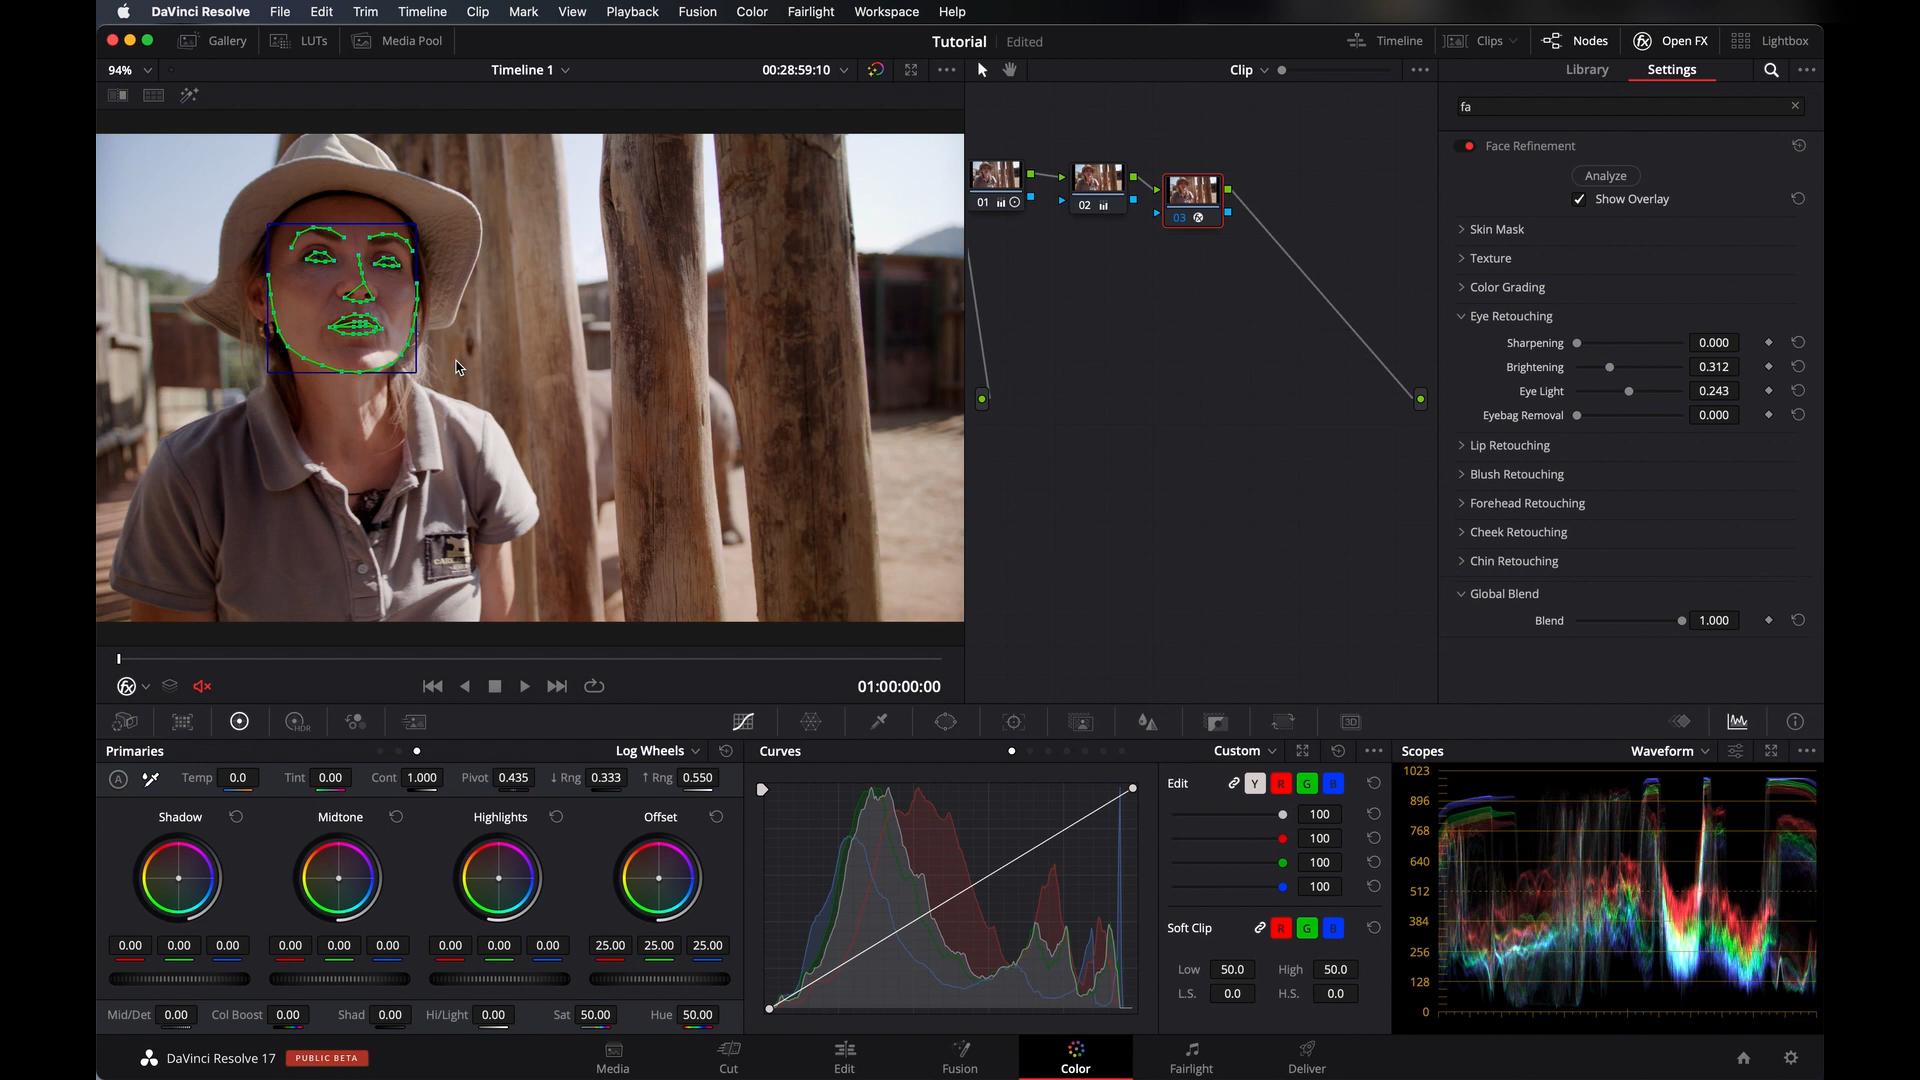 DaVinci Resolve File Edit Trim Timeline Clip Mark View Playback Fusion Color Fairlight Workspace Help
Gallery LUTs Media Pool Tutorial Edited Timeline Clips Nodes Open FX Lightbox
94% Timeline 1 00:28:59:10 Clip Library Settings
fa
Face Refinement
Analyze
Show Overlay
01 02 03
Skin Mask
Texture
Color Grading
Eye Retouching
Sharpening 0.000
Brightening 0.312
Eye Light 0.243
Eyebag Removal 0.000
Lip Retouching
Blush Retouching
Forehead Retouching
Cheek Retouching
Chin Retouching
Global Blend
Blend 1.000
01:00:00:00
HDR 3D
Primaries Log Wheels Curves Custom Scopes Waveform
A Temp 0.0 Tint 0.00 Cont 1.000 Pivot 0.435 ↓ Rng 0.333 ↑ Rng 0.550
Shadow Midtone Highlights Offset
0.00 0.00 0.00 0.00 0.00 0.00 0.00 0.00 0.00 25.00 25.00 25.00
Mid/Det 0.00 Col Boost 0.00 Shad 0.00 Hi/Light 0.00 Sat 50.00 Hue 50.00
Edit Y R G B
100
100
100
100
Soft Clip R G B
Low 50.0 High 50.0
L.S. 0.0 H.S. 0.0
1023
896
768
640
512
384
256
128
0
DaVinci Resolve 17 PUBLIC BETA Media Cut Edit Fusion Color Fairlight Deliver